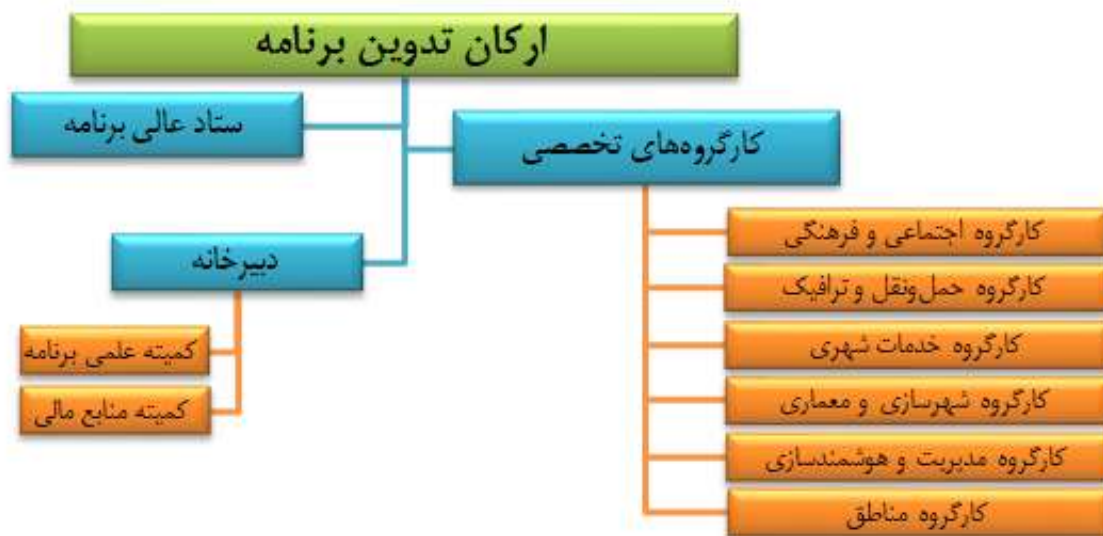 ارکان تدوین برنامه
ستاد عالی برنامه
کارگروه‌های تخصصی
کارگروه اجتماعی و فرهنگی
کارگروه حمل‌ونقل و ترافیک
کارگروه خدمات شهری
کارگروه شهرسازی و معماری
کارگروه مدیریت و هوشمندسازی
کارگروه مناطق
دبیرخانه
کمیته علمی برنامه
کمیته منابع مالی